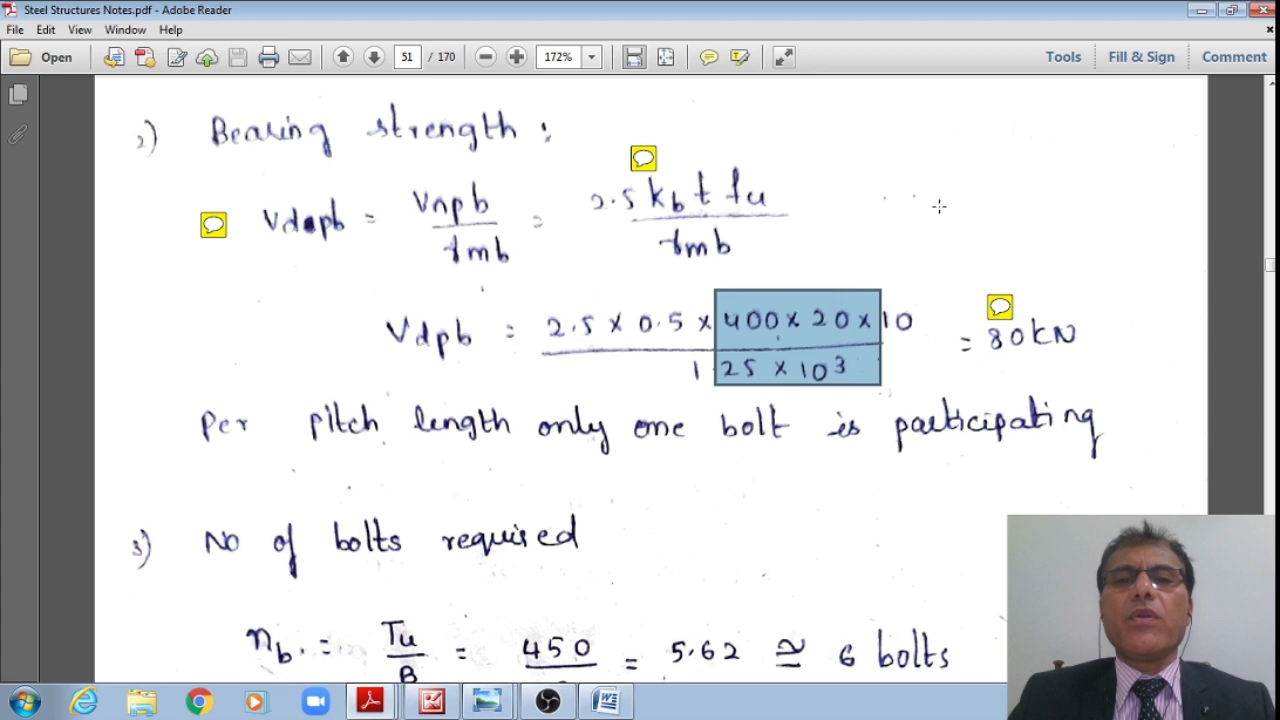 Steel Structures Notes.pdf - Adobe Reader
File Edit View Window Help
Open 51 / 170 172% Tools Fill & Sign Comment
2) Bearing strength :
Vdpb = Vnpb / γmb = 2.5 kb t fu / γmb
Vdpb = 2.5 × 0.5 × 400 × 20 × 10 / 1.25 × 10³ = 80 KN
Per pitch length only one bolt is participating
3) No of bolts required
nb. = Tu / B = 450 = 5.62 ≅ 6 bolts